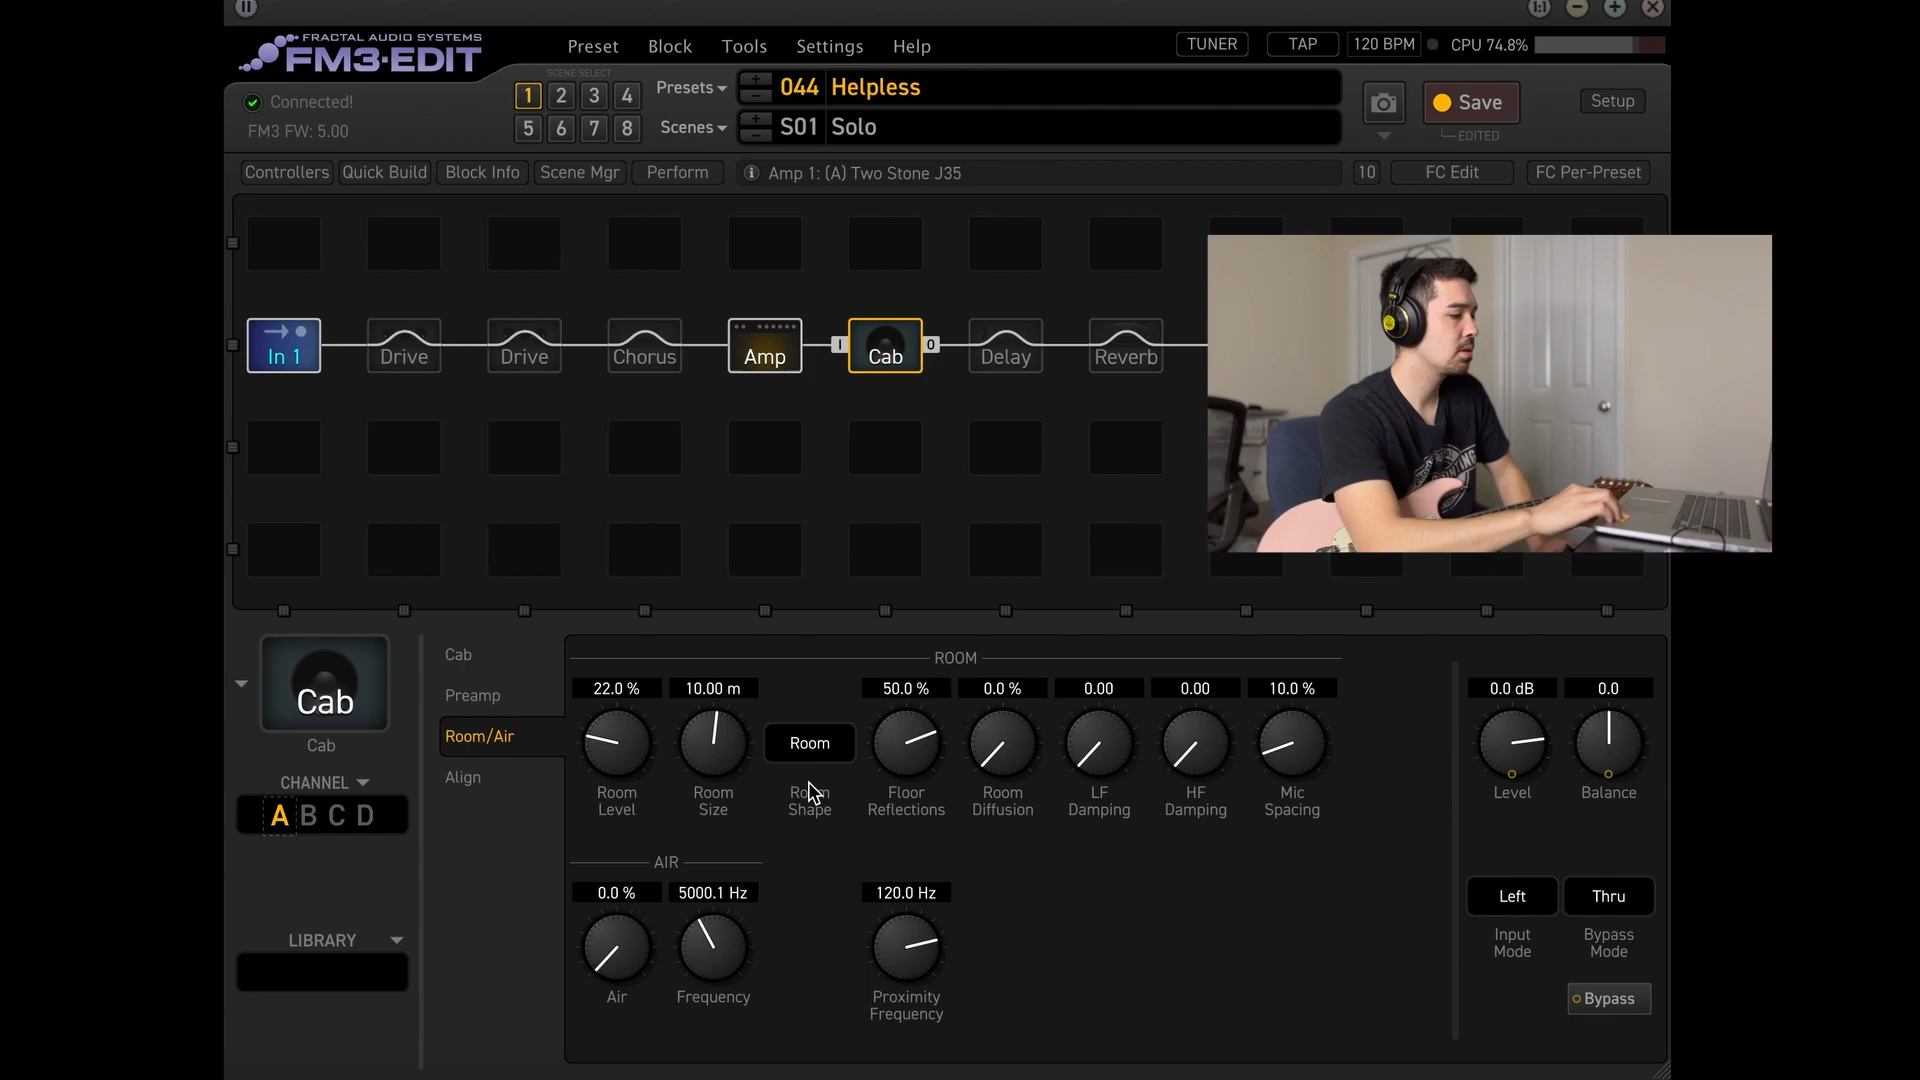 FRACTAL AUDIO SYSTEMS
FM3-EDIT
Preset Block Tools Settings Help
TUNER TAP 120 BPM CPU 74.8%
1:1
SCENE SELECT
1 2 3 4
5 6 7 8
Presets 044 Helpless
Scenes S01 Solo
Connected!
FM3 FW: 5.00
Save
EDITED
Setup
Controllers Quick Build Block Info Scene Mgr Perform
Amp 1: (A) Two Stone J35
10 FC Edit FC Per-Preset
In 1 Drive Drive Chorus Amp I Cab O Delay Reverb
Cab
Cab
CHANNEL
A B C D
LIBRARY
Cab
Preamp
Room/Air
Align
ROOM
22.0 % 10.00 m 50.0 % 0.0 % 0.00 0.00 10.0 %
Room
Room Level
Room Size
Room Shape
Floor Reflections
Room Diffusion
LF Damping
HF Damping
Mic Spacing
AIR
0.0 % 5000.1 Hz 120.0 Hz
Air
Frequency
Proximity Frequency
0.0 dB 0.0
Level Balance
Left Thru
Input Mode
Bypass Mode
Bypass